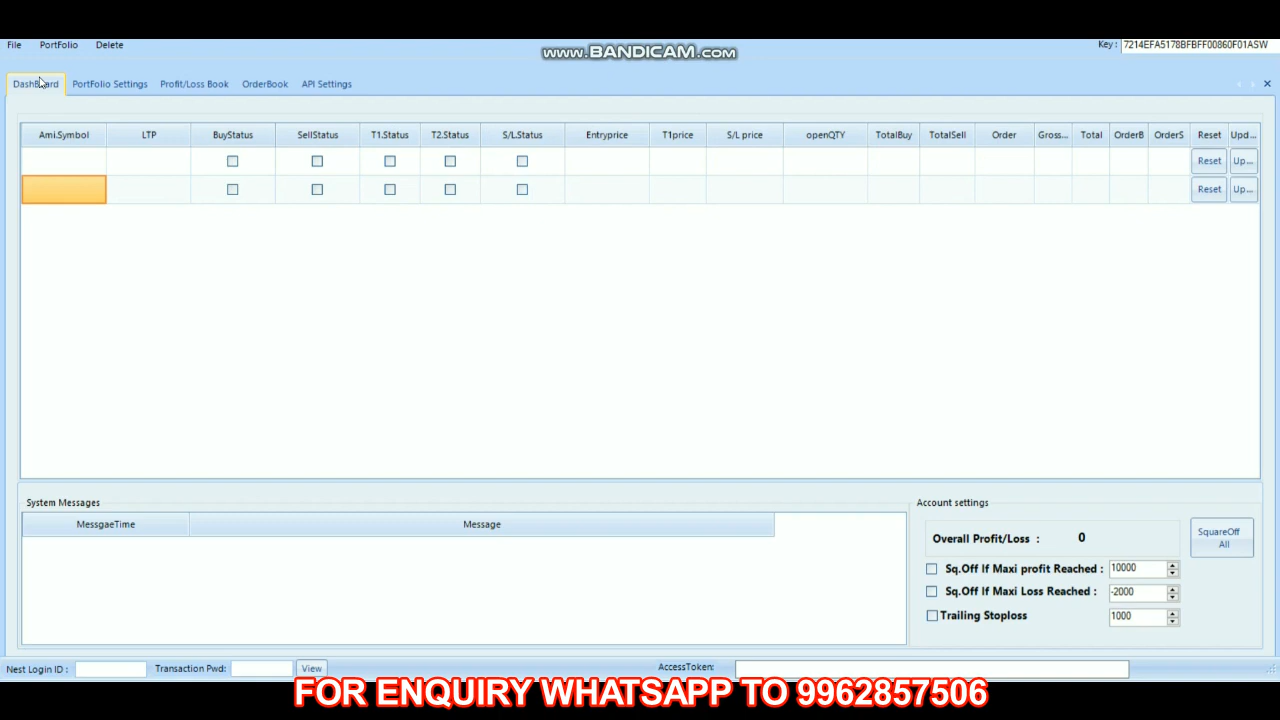 File PortFolio Delete
Key : 7214EFA5178BFBFF00860F01ASW
www.BANDICAM.com
DashBoard PortFolio Settings Profit/Loss Book OrderBook API Settings
Ami.Symbol LTP BuyStatus SellStatus T1.Status T2.Status S/L.Status Entryprice T1price S/L price openQTY TotalBuy TotalSell Order Gross... Total OrderB OrderS Reset Upd...
Reset Up...
Reset Up...
System Messages
MessgaeTime Message
Account settings
Overall Profit/Loss : 0
SquareOff
All
Sq.Off If Maxi profit Reached : 10000
Sq.Off If Maxi Loss Reached : -2000
Trailing Stoploss 1000
Nest Login ID : Transaction Pwd: View AccessToken:
FOR ENQUIRY WHATSAPP TO 9962857506